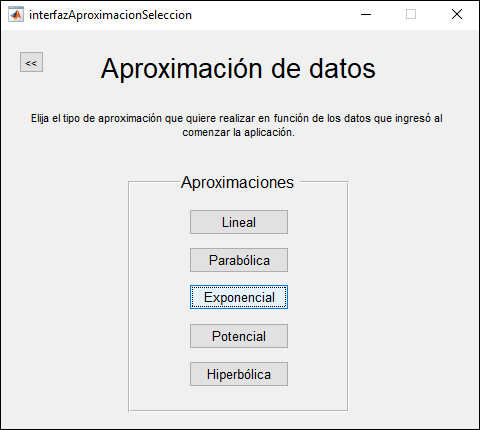 interfazAproximacionSeleccion
<<
Aproximación de datos
Elija el tipo de aproximación que quiere realizar en función de los datos que ingresó al
comenzar la aplicación.
Aproximaciones
Lineal
Parabólica
Exponencial
Potencial
Hiperbólica